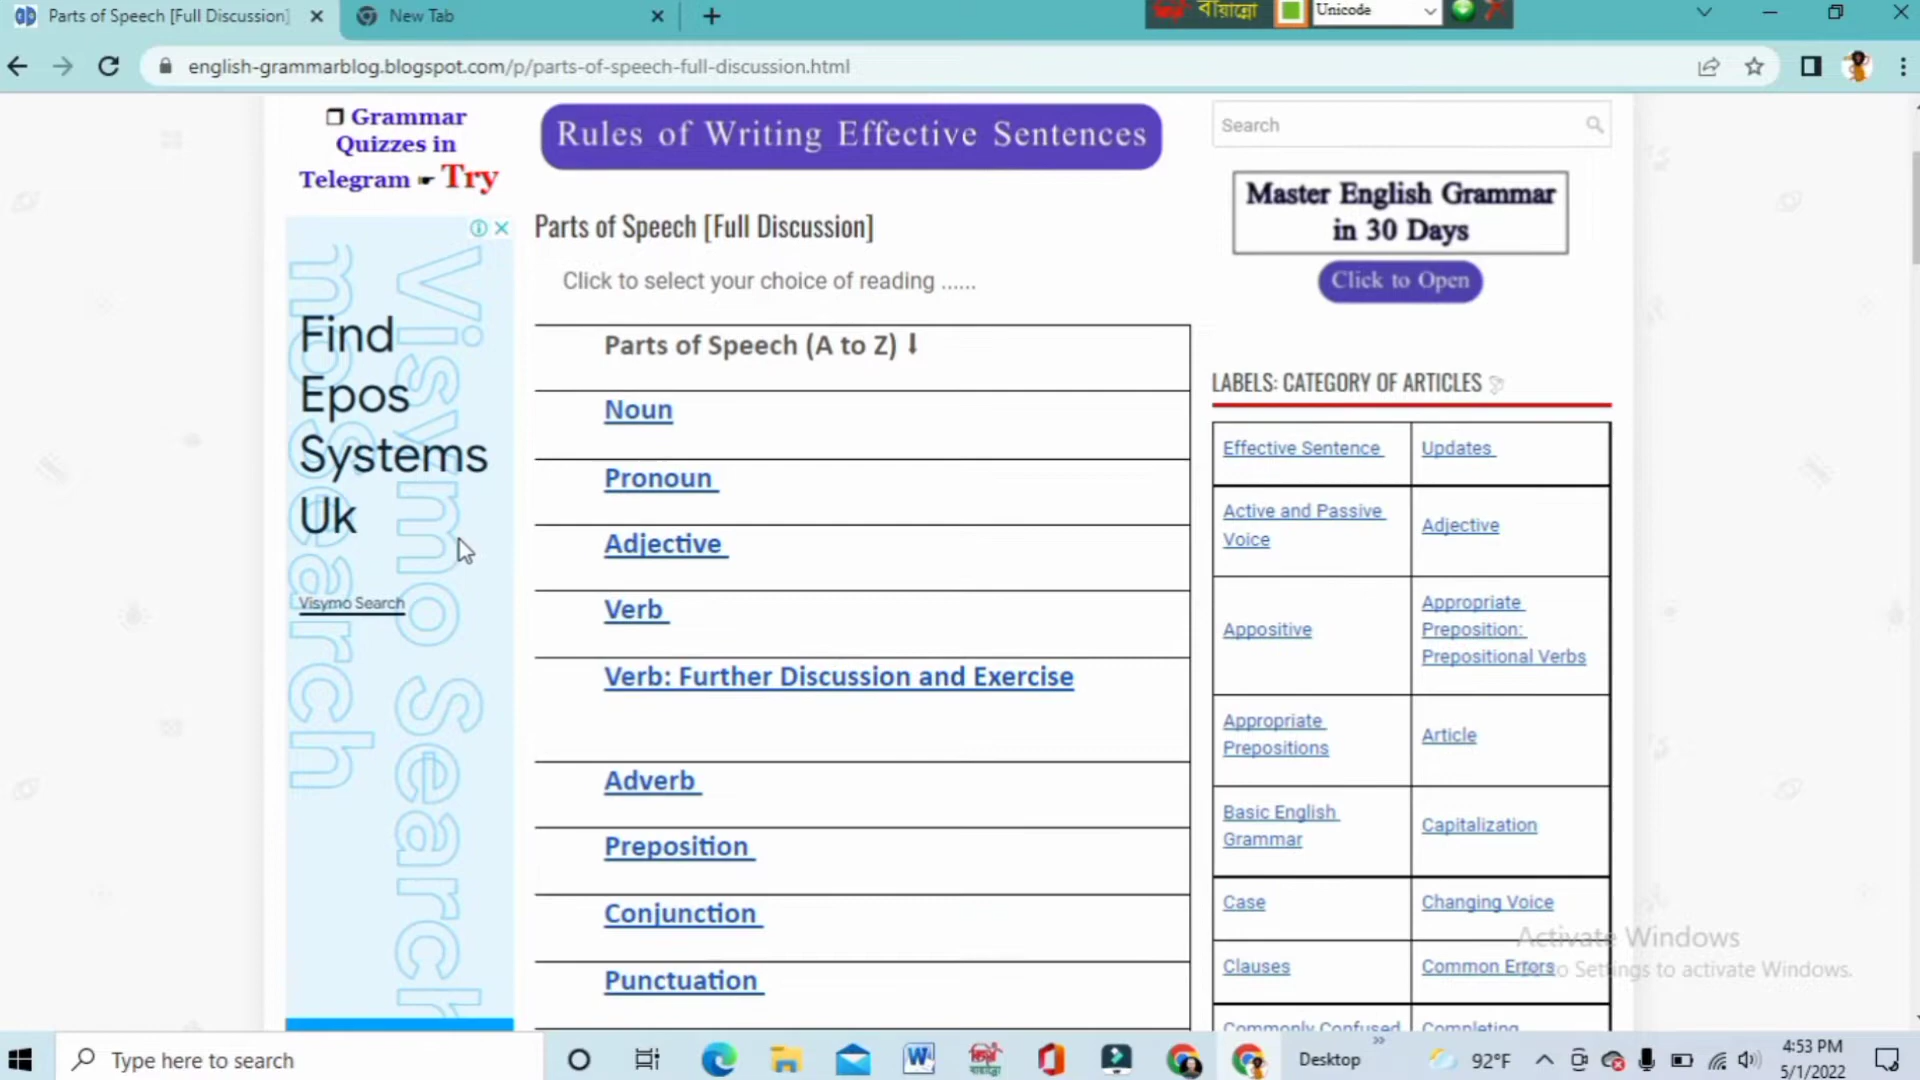 Parts of Speech [Full Discussion]
New Tab
বায়ান্নো
Unicode
english-grammarblog.blogspot.com/p/parts-of-speech-full-discussion.html
❐ Grammar
Quizzes in
Telegram ☛ Try
Rules of Writing Effective Sentences
Search
Master English Grammar
in 30 Days
Click to Open
Parts of Speech [Full Discussion]
Click to select your choice of reading ......
Find
Epos
Systems
Uk
Visymo Search
Visymo Search
Parts of Speech (A to Z) ⬇
Noun
Pronoun
Adjective
Verb
Verb: Further Discussion and Exercise
Adverb
Preposition
Conjunction
Punctuation
LABELS: CATEGORY OF ARTICLES
Effective Sentence
Updates
Active and Passive
Voice
Adjective
Appositive
Appropriate
Preposition:
Prepositional Verbs
Appropriate
Prepositions
Article
Basic English
Grammar
Capitalization
Case
Changing Voice
Clauses
Common Errors
Commonly Confused
Completing
Activate Windows
Go to Settings to activate Windows.
Type here to search
Desktop
92°F
4:53 PM
5/1/2022